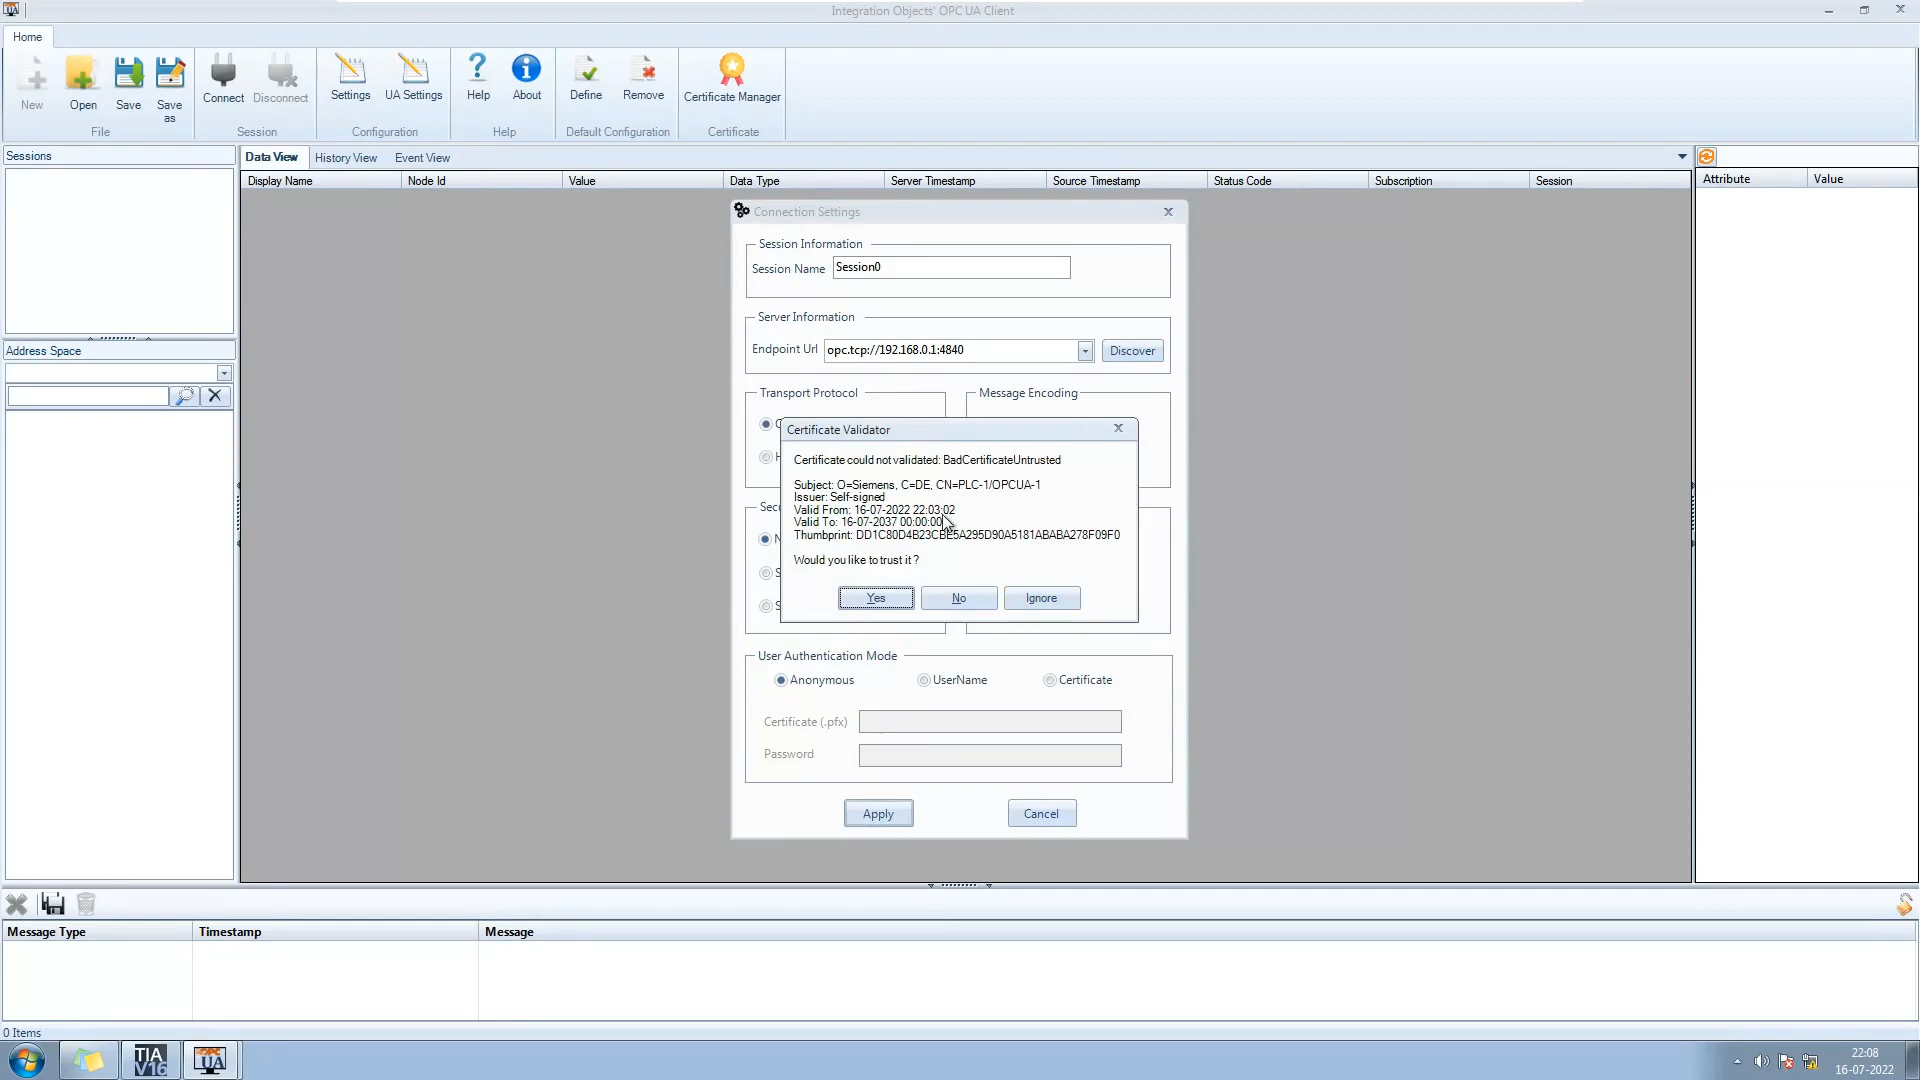 Integration Objects' OPC UA Client
Home
New
Open
Save
Save as
Connect
Disconnect
Settings
UA Settings
Help
About
Define
Remove
Certificate Manager
File
Session
Configuration
Help
Default Configuration
Certificate
Sessions
Data View
History View
Event View
Display Name
Node Id
Value
Data Type
Server Timestamp
Source Timestamp
Status Code
Subscription
Session
Attribute
Value
Connection Settings
Session Information
Session Name
Session0
Server Information
Endpoint Url
opc.tcp://192.168.0.1:4840
Discover
Address Space
Transport Protocol
Message Encoding
Certificate Validator
Certificate could not validated: BadCertificateUntrusted
Subject: O=Siemens, C=DE, CN=PLC-1/OPCUA-1
Issuer: Self-signed
Valid From: 16-07-2022 22:03:02
Valid To: 16-07-2037 00:00:00
Thumbprint: DD1C80D4B23CBE5A295D90A5181ABABA278F09F0
Would you like to trust it ?
Yes
No
Ignore
User Authentication Mode
Anonymous
UserName
Certificate
Certificate (.pfx)
Password
Apply
Cancel
Message Type
Timestamp
Message
0 Items
TIA V16
OPC UA
22:08
16-07-2022